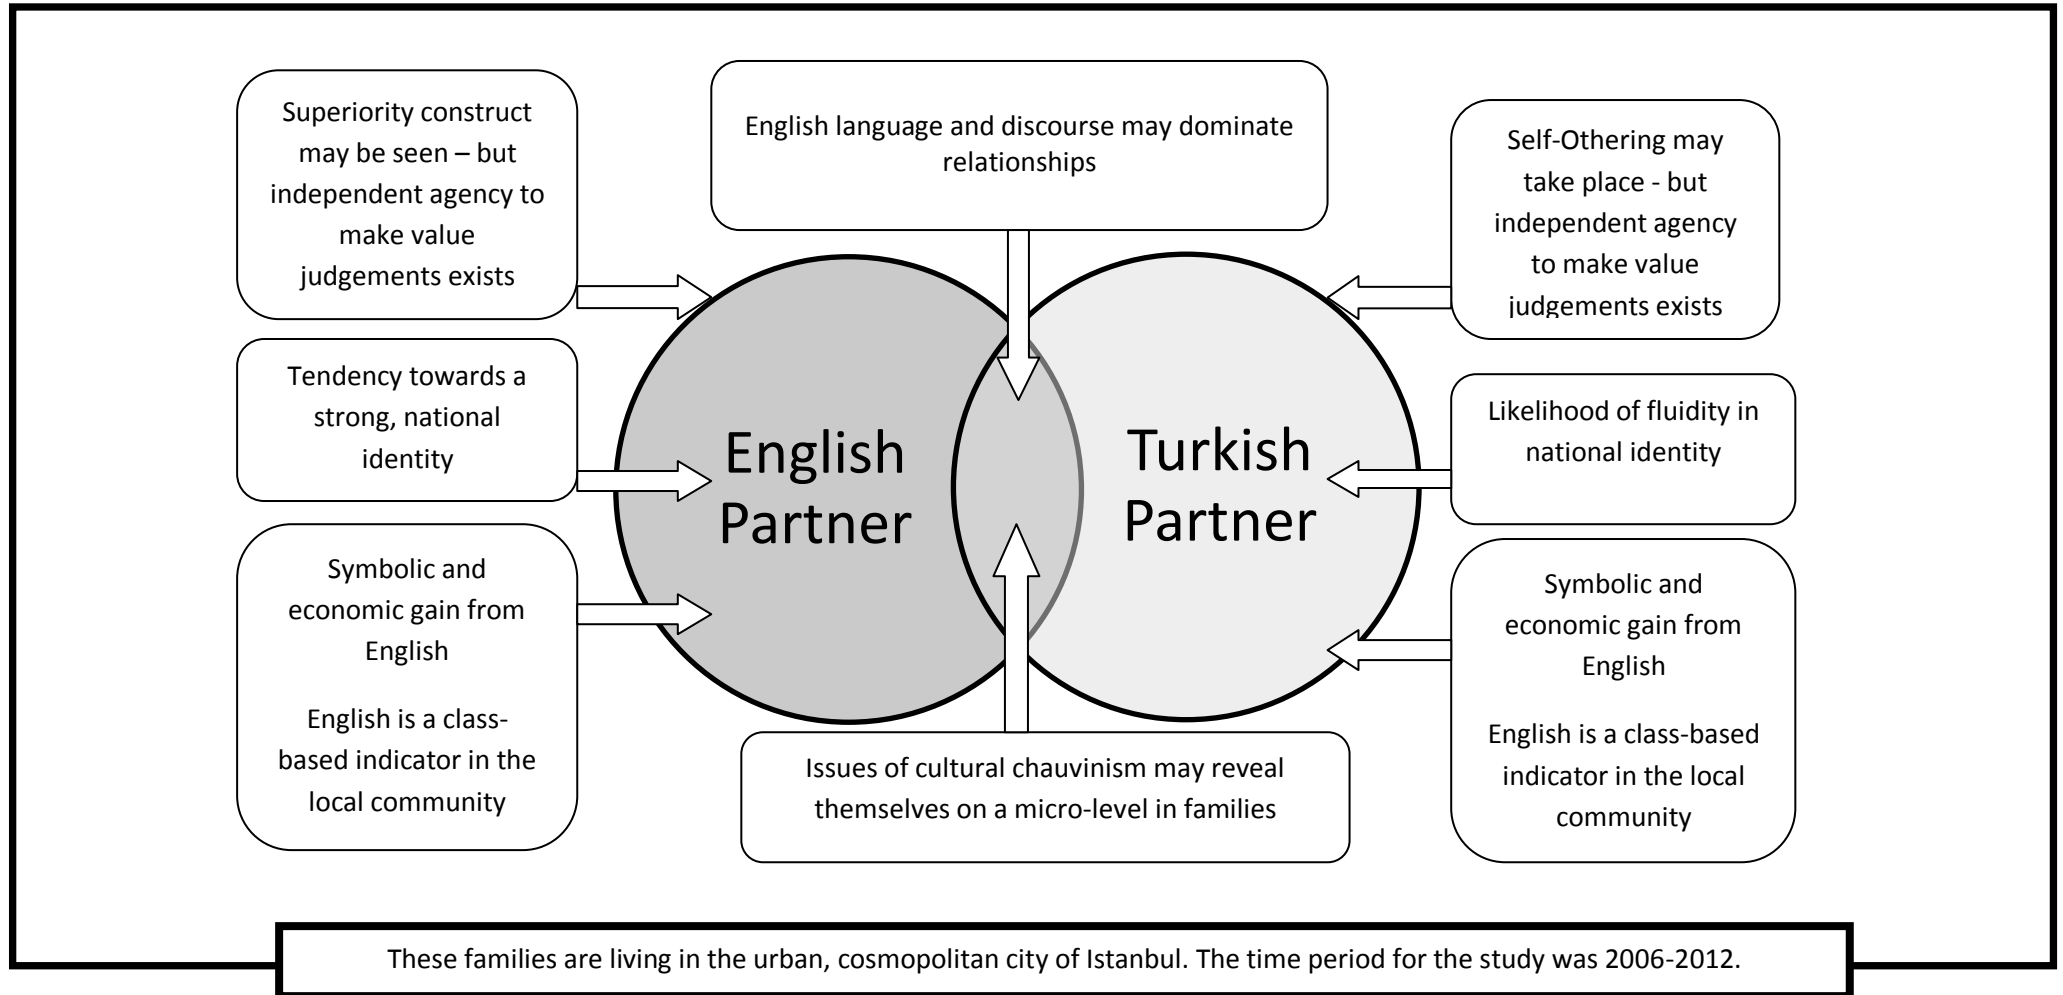 Superiority construct
may be seen – but
independent agency to
make value
judgements exists
English language and discourse may dominate
relationships
Self-Othering may
take place - but
independent agency
to make value
judgements exists
Tendency towards a
strong, national
identity
English
Partner
Turkish
Partner
Likelihood of fluidity in
national identity
Symbolic and
economic gain from
English
English is a class-
based indicator in the
local community
Issues of cultural chauvinism may reveal
themselves on a micro-level in families
Symbolic and
economic gain from
English
English is a class-based
indicator in the local
community
These families are living in the urban, cosmopolitan city of Istanbul. The time period for the study was 2006-2012.